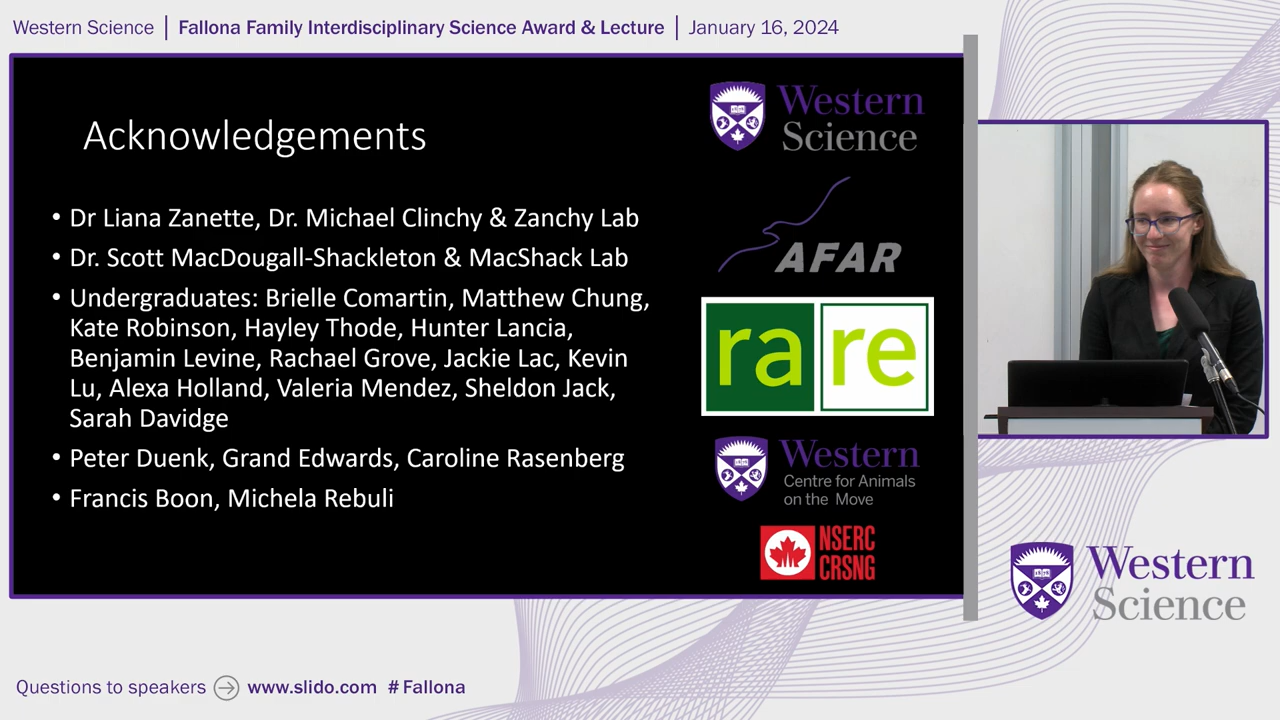 Western Science | Fallona Family Interdisciplinary Science Award & Lecture | January 16, 2024
Acknowledgements
• Dr Liana Zanette, Dr. Michael Clinchy & Zanchy Lab
• Dr. Scott MacDougall-Shackleton & MacShack Lab
• Undergraduates: Brielle Comartin, Matthew Chung,
Kate Robinson, Hayley Thode, Hunter Lancia,
Benjamin Levine, Rachael Grove, Jackie Lac, Kevin
Lu, Alexa Holland, Valeria Mendez, Sheldon Jack,
Sarah Davidge
• Peter Duenk, Grand Edwards, Caroline Rasenberg
• Francis Boon, Michela Rebuli
Western
Science
AFAR
rare
Western
Centre for Animals
on the Move
NSERC
CRSNG
Western
Science
Questions to speakers www.slido.com # Fallona